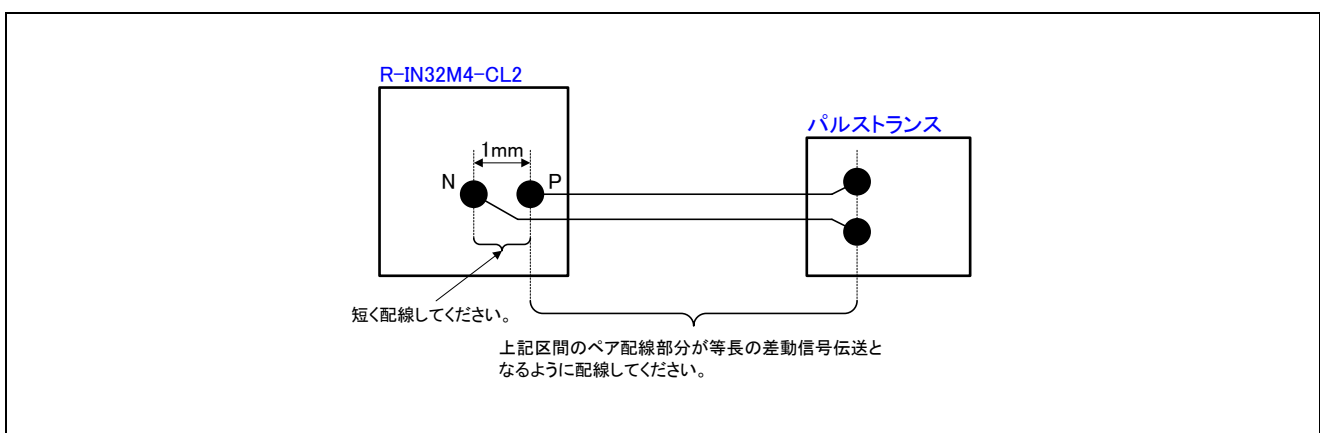 R-IN32M4-CL2
パルストランス
1mm
N
P
短く配線してください。
上記区間のペア配線部分が等長の差動信号伝送と
なるように配線してください。